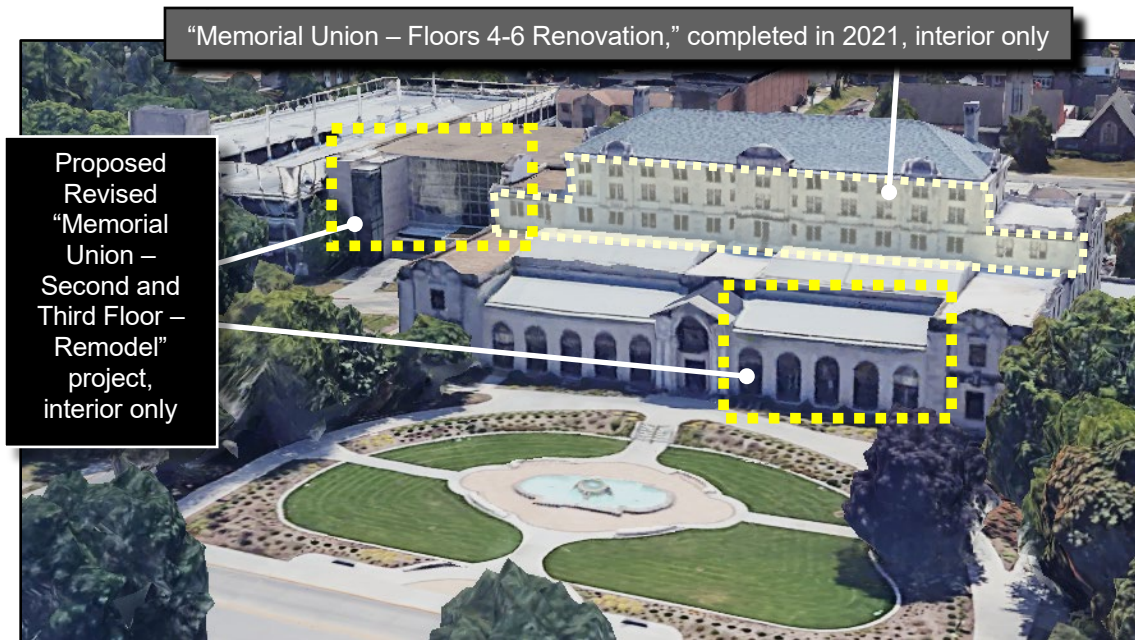 “Memorial Union – Floors 4-6 Renovation,” completed in 2021, interior only
Proposed
Revised
“Memorial
Union –
Second and
Third Floor –
Remodel”
project,
interior only